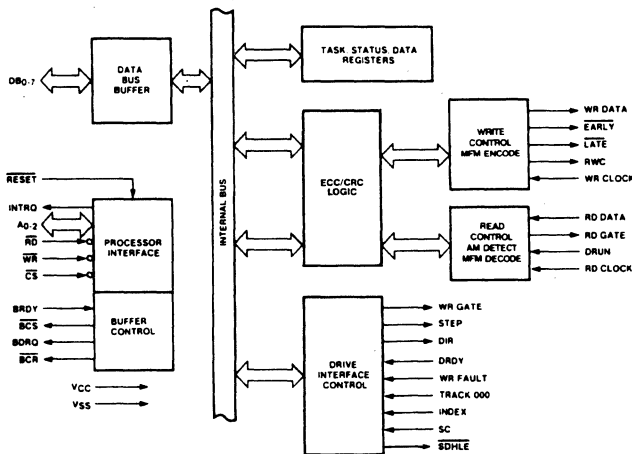 DB0-7
DATA
BUS
BUFFER
RESET
INTRQ
A0-2
RD
WR
CS
PROCESSOR
INTERFACE
BRDY
BCS
BDRQ
BCR
BUFFER
CONTROL
VCC
VSS
INTERNAL BUS
TASK, STATUS, DATA
REGISTERS
ECC/CRC
LOGIC
WRITE
CONTROL
MFM ENCODE
WR DATA
EARLY
LATE
RWC
WR CLOCK
READ
CONTROL
AM DETECT
MFM DECODE
RD DATA
RD GATE
DRUN
RD CLOCK
DRIVE
INTERFACE
CONTROL
WR GATE
STEP
DIR
DRDY
WR FAULT
TRACK 000
INDEX
SC
SDHLE